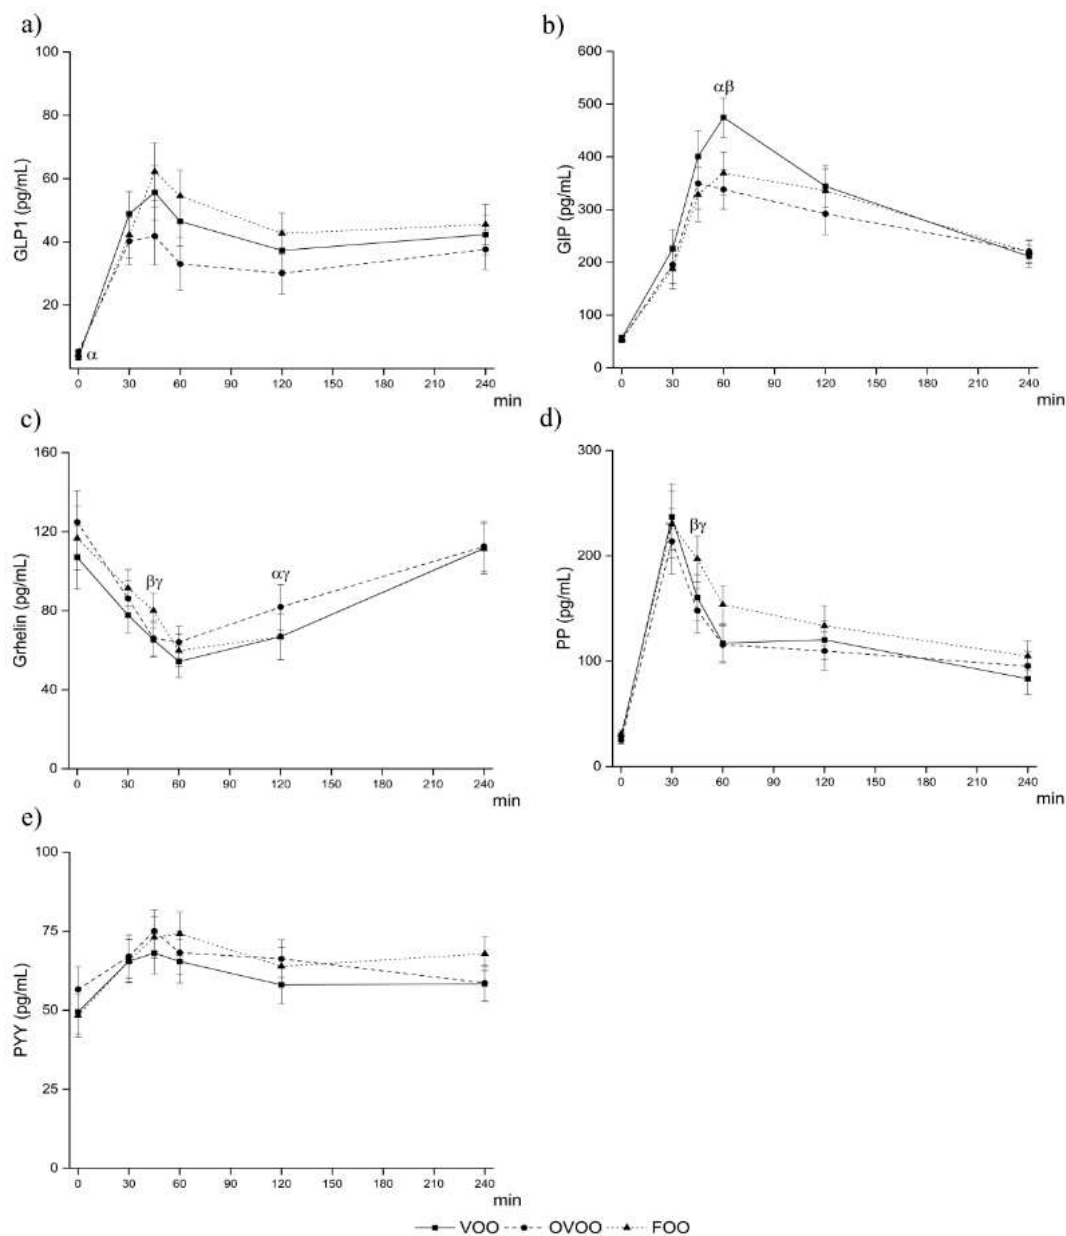 a)
GLP1 (pg/mL)
100
80
60
40
20
α
0 30 60 90 120 150 180 210 240
min
b)
GIP (pg/mL)
600
500
400
300
200
100
0
αβ
0 30 60 90 120 150 180 210 240
min
c)
Grhelin (pg/mL)
160
120
80
40
0
βγ
αγ
0 30 60 90 120 150 180 210 240
min
d)
PP (pg/mL)
300
200
100
0
βγ
0 30 60 90 120 150 180 210 240
min
e)
PYY (pg/mL)
100
75
50
25
0
0 30 60 90 120 150 180 210 240
min
VOO OVOO FOO